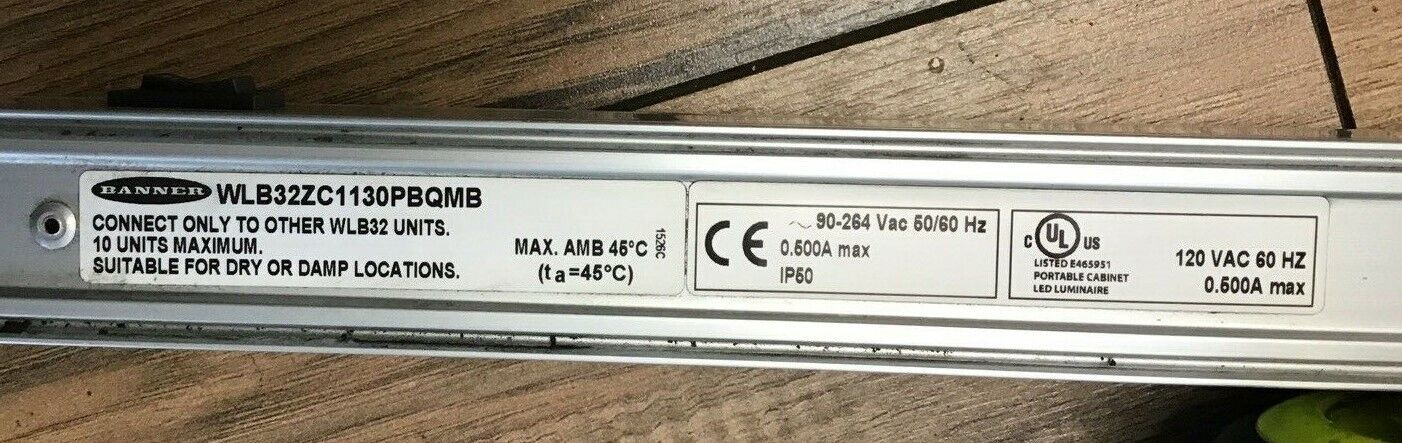 BANNER WLB32ZC1130PBQMB
CONNECT ONLY TO OTHER WLB32 UNITS.
10 UNITS MAXIMUM.
SUITABLE FOR DRY OR DAMP LOCATIONS.
MAX. AMB 45°C
(ta=45°C)
1526C
CE
~ 90-264 Vac 50/60 Hz
0.500A max
IP50
C UL US
LISTED E465951
PORTABLE CABINET
LED LUMINAIRE
120 VAC 60 HZ
0.500A max